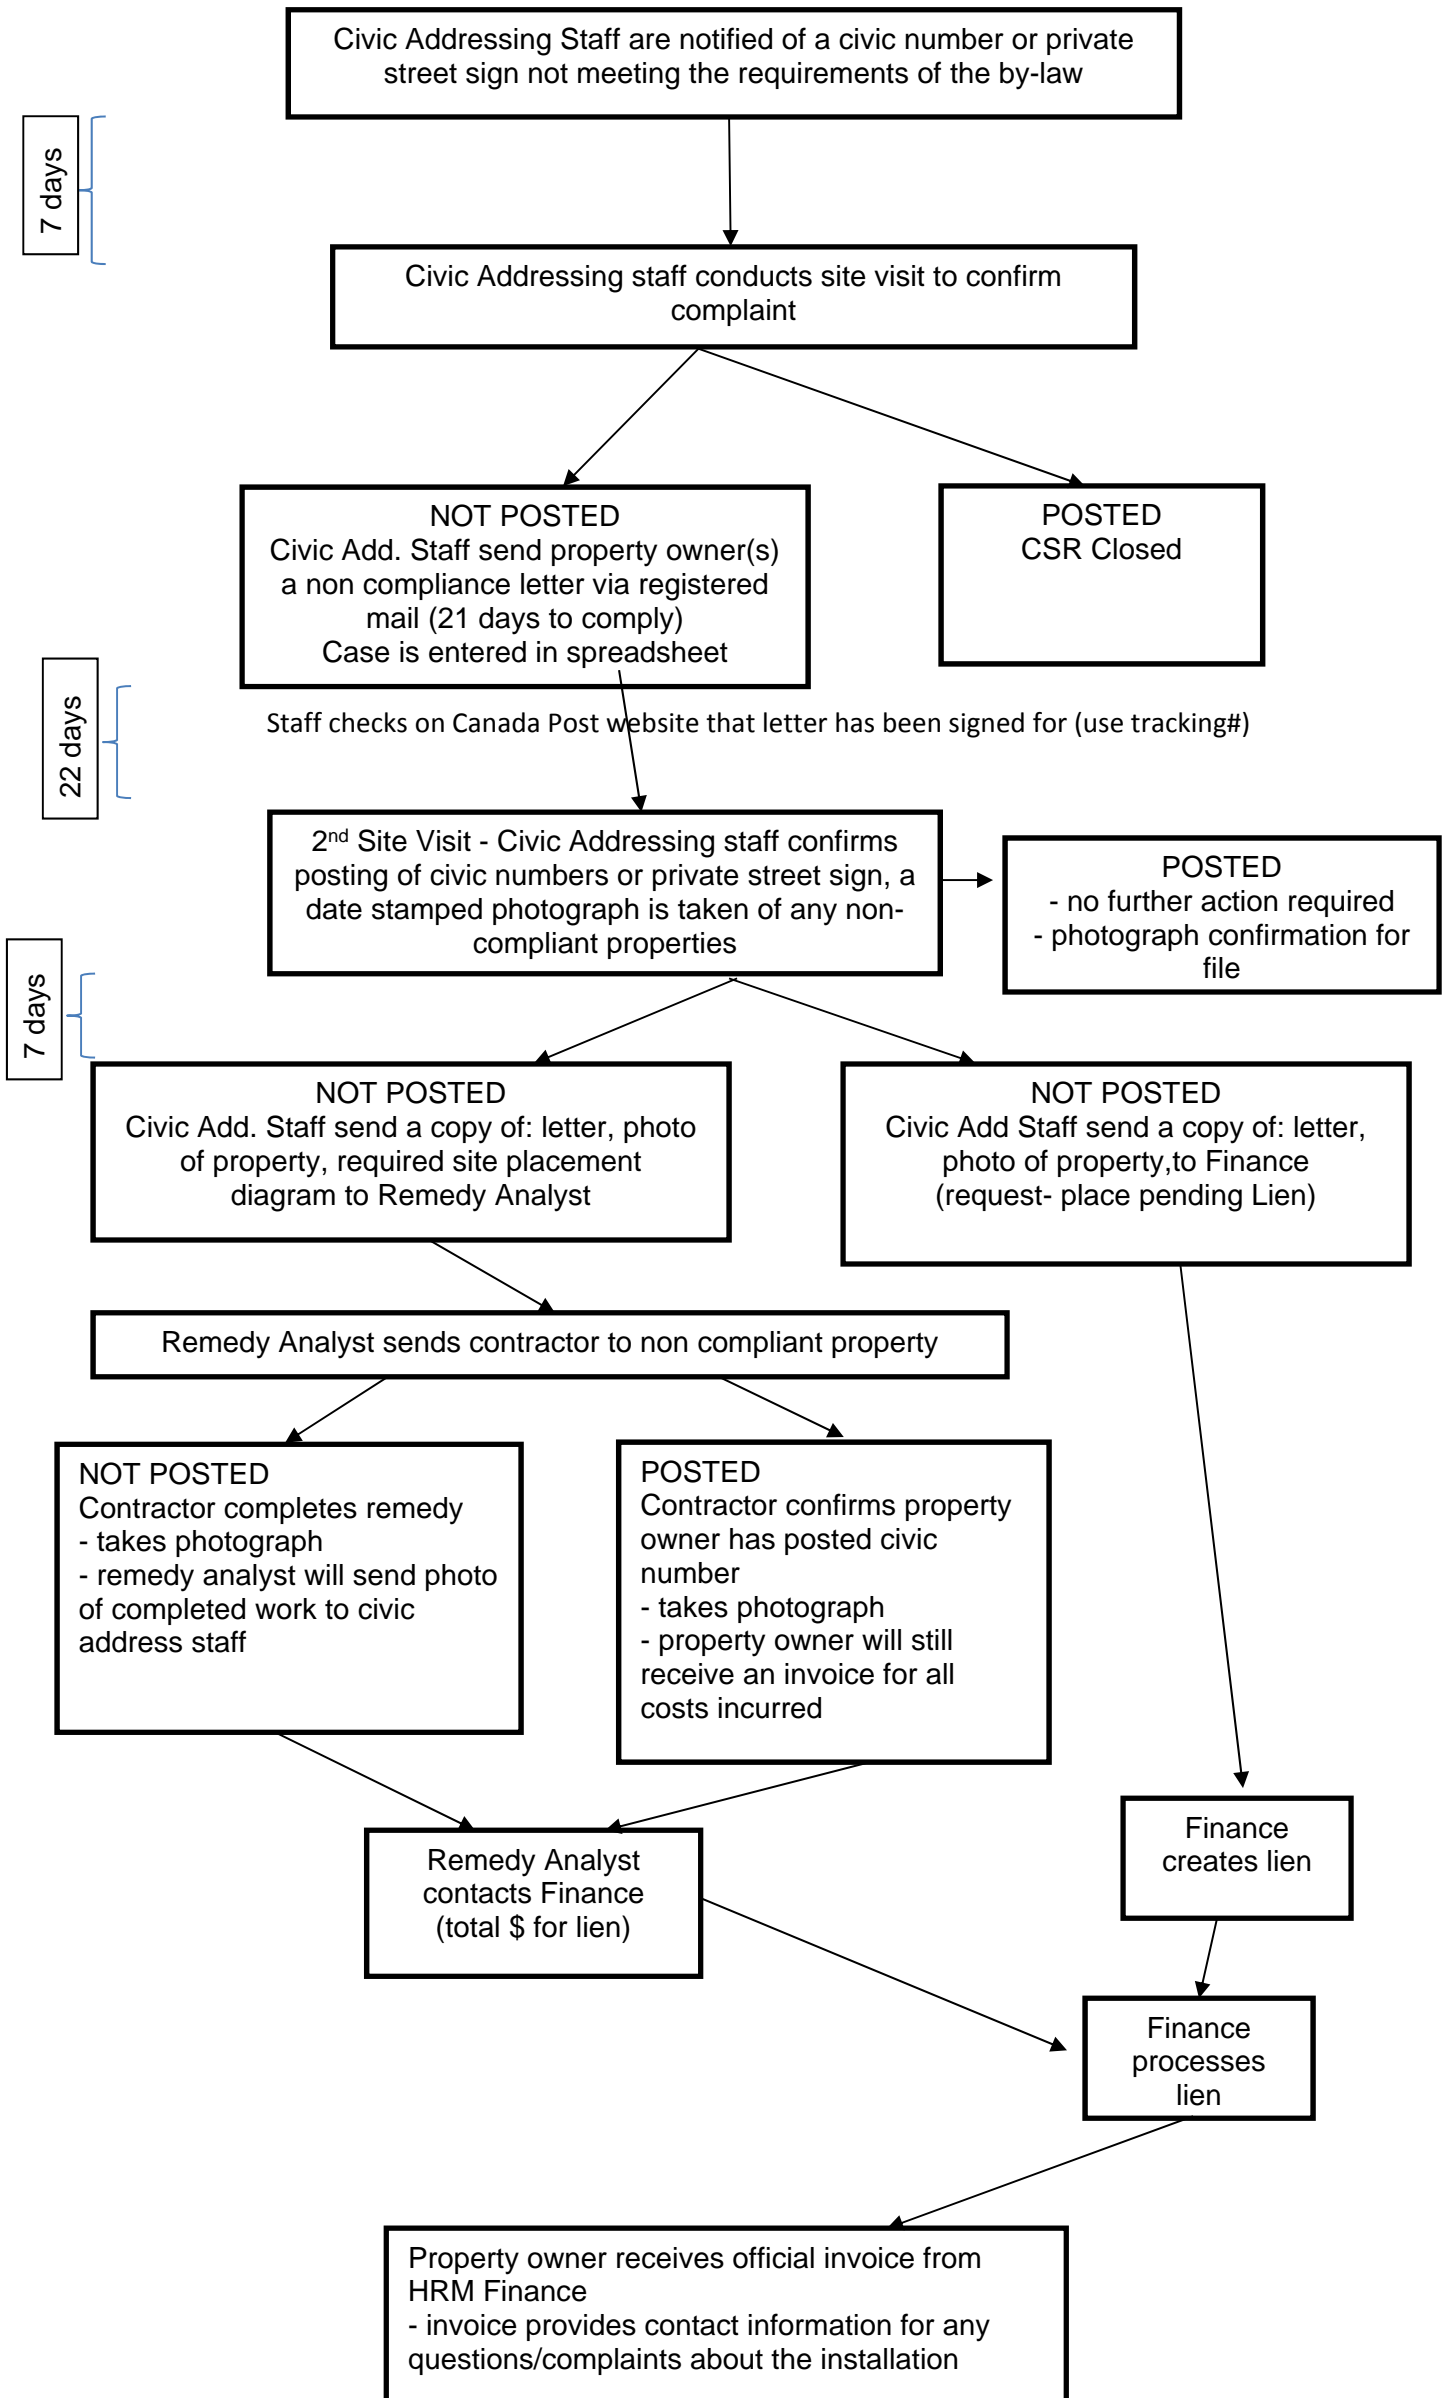 Civic Addressing Staff are notified of a civic number or private
street sign not meeting the requirements of the by-law
7 days
Civic Addressing staff conducts site visit to confirm
complaint
NOT POSTED
Civic Add. Staff send property owner(s)
a non compliance letter via registered
mail (21 days to comply)
Case is entered in spreadsheet
POSTED
CSR Closed
22 days
Staff checks on Canada Post website that letter has been signed for (use tracking#)
2nd Site Visit - Civic Addressing staff confirms
posting of civic numbers or private street sign, a
date stamped photograph is taken of any non-
compliant properties
POSTED
- no further action required
- photograph confirmation for
file
7 days
NOT POSTED
Civic Add. Staff send a copy of: letter, photo
of property, required site placement
diagram to Remedy Analyst
NOT POSTED
Civic Add Staff send a copy of: letter,
photo of property,to Finance
(request- place pending Lien)
Remedy Analyst sends contractor to non compliant property
NOT POSTED
Contractor completes remedy
- takes photograph
- remedy analyst will send photo
of completed work to civic
address staff
POSTED
Contractor confirms property
owner has posted civic
number
- takes photograph
- property owner will still
receive an invoice for all
costs incurred
Remedy Analyst
contacts Finance
(total $ for lien)
Finance
creates lien
Finance
processes
lien
Property owner receives official invoice from
HRM Finance
- invoice provides contact information for any
questions/complaints about the installation